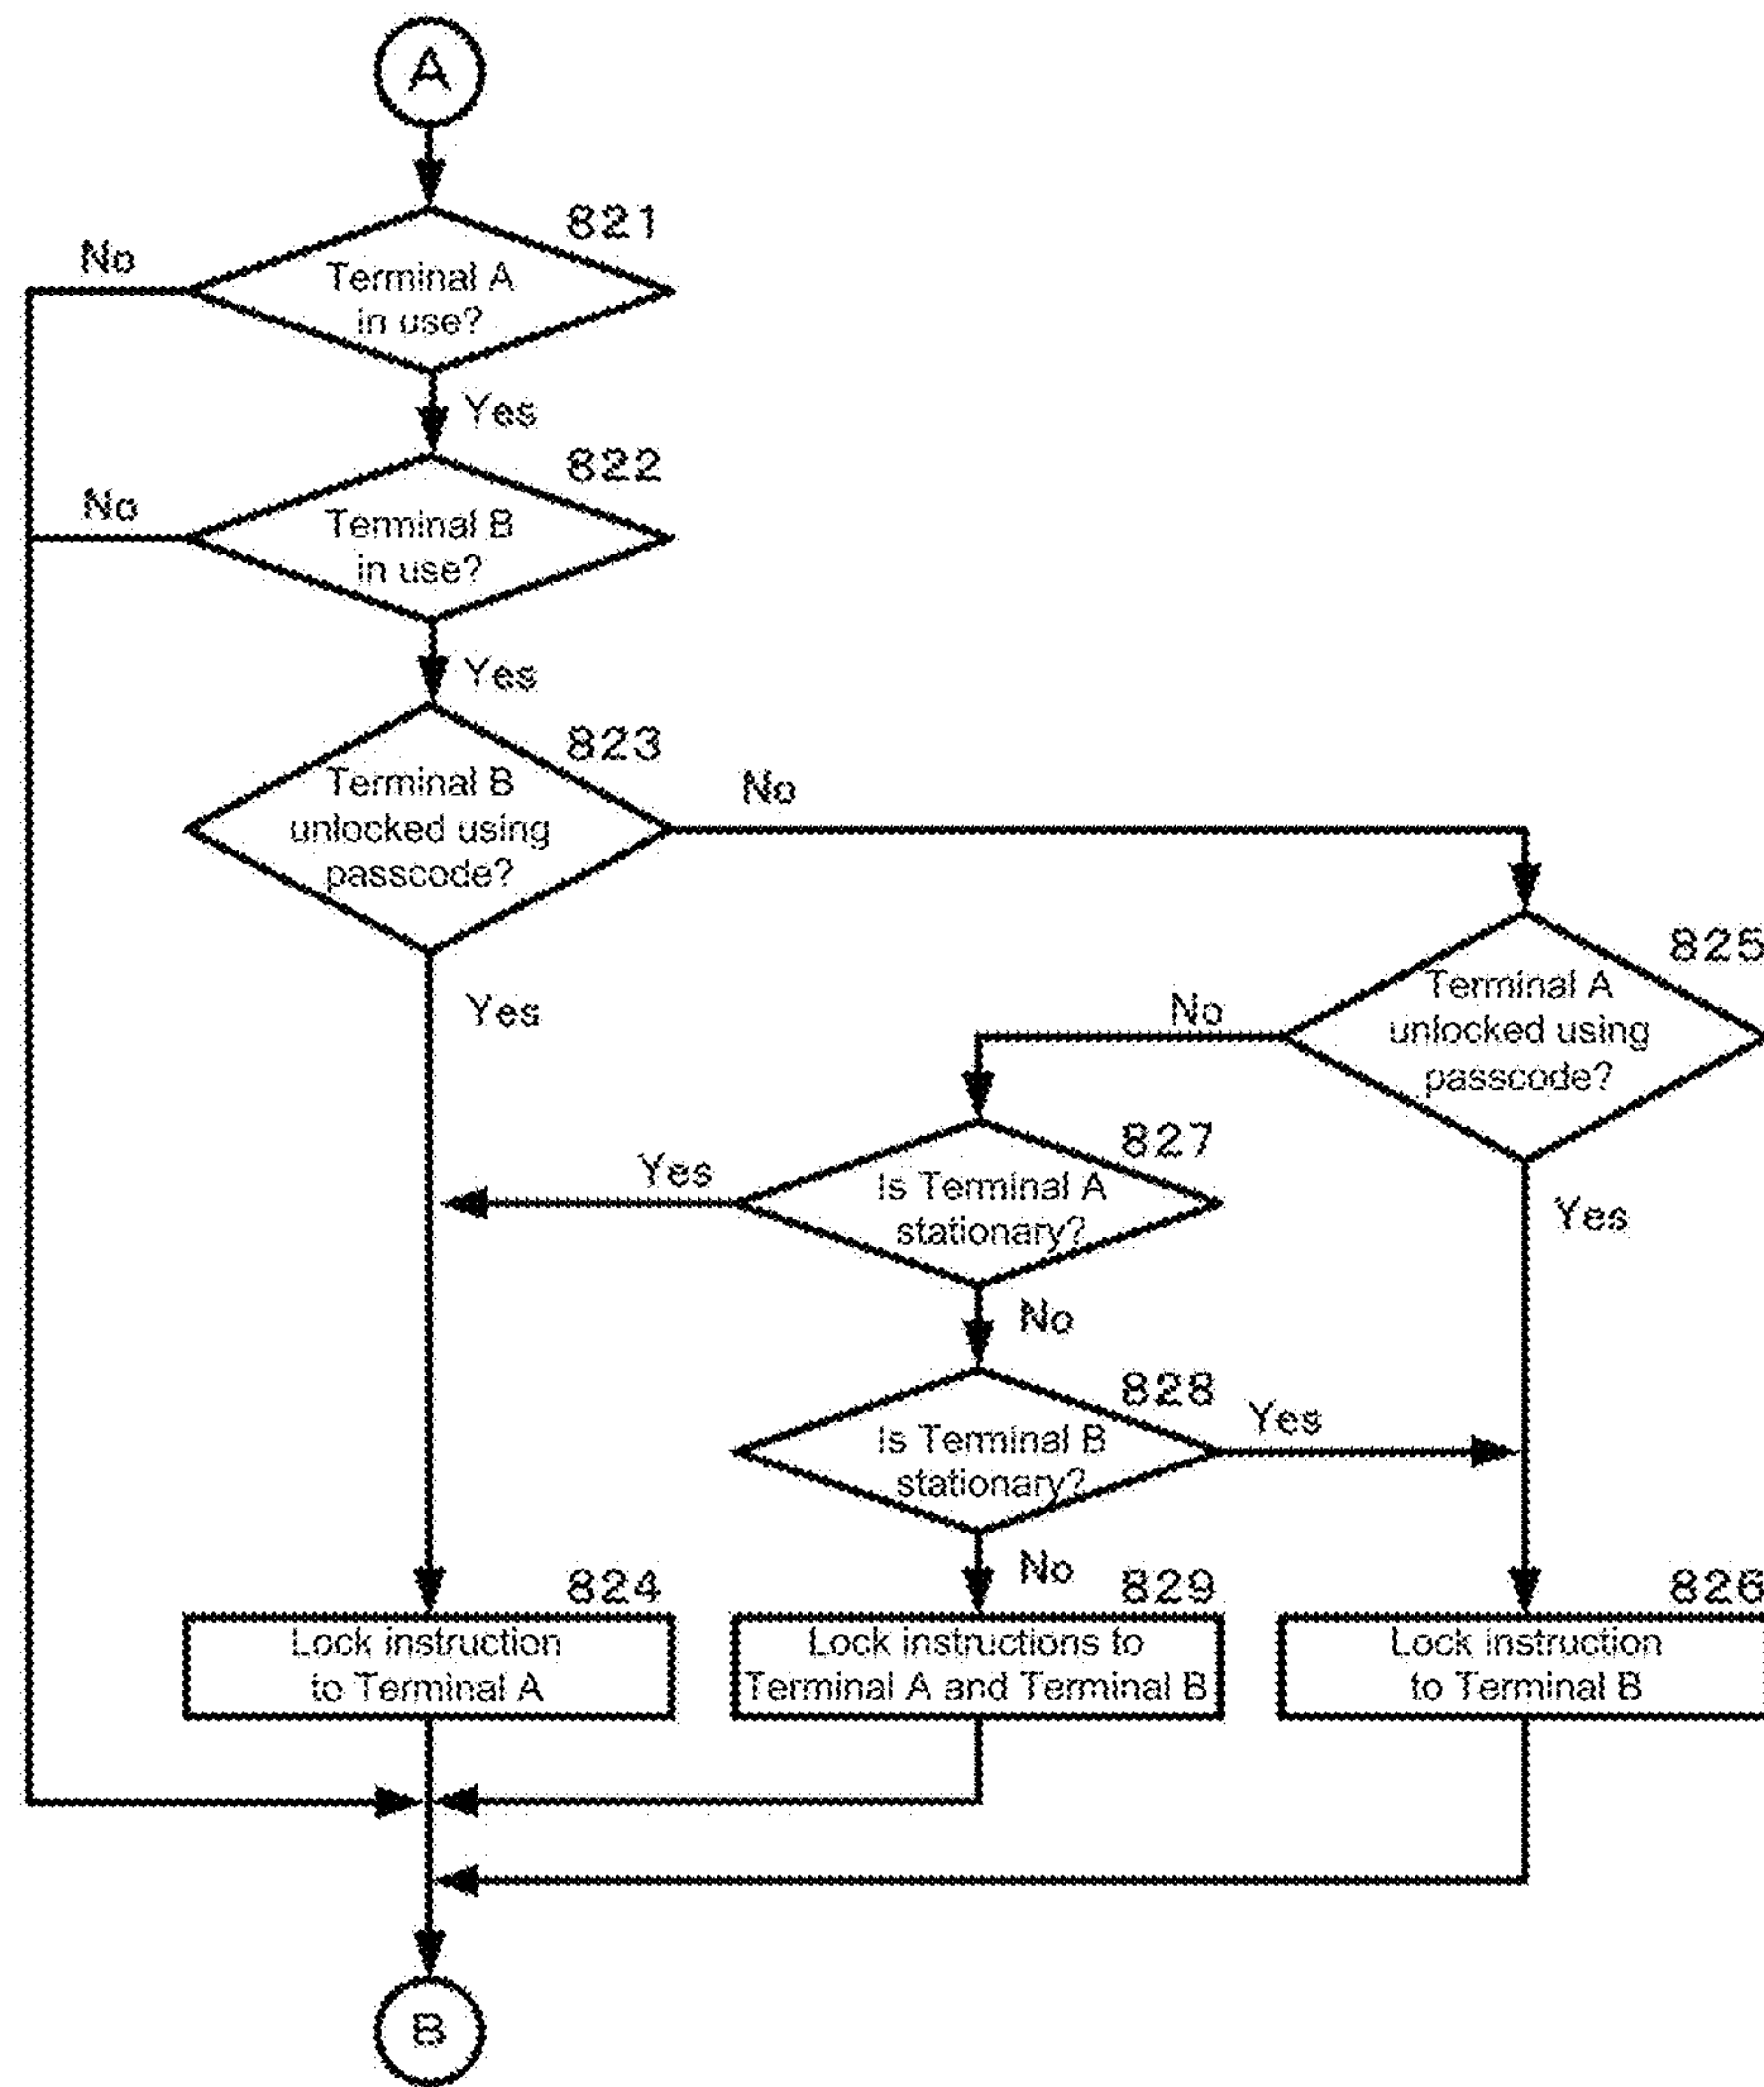 A
821
No
Terminal A
in use?
Yes
822
No
Terminal B
in use?
Yes
823
Terminal B
unlocked using
passcode?
No
Yes
825
Terminal A
unlocked using
passcode?
No
Yes
827
Is Terminal A
stationary?
Yes
No
828
Is Terminal B
stationary?
Yes
No
824
Lock instruction
to Terminal A
829
Lock instructions to
Terminal A and Terminal B
826
Lock instruction
to Terminal B
B